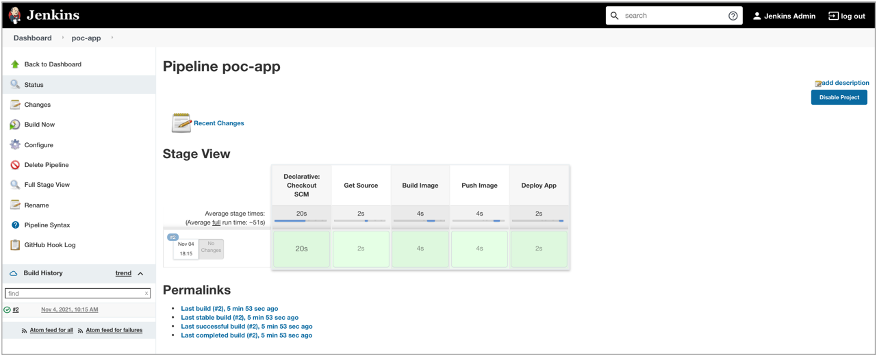 Jenkins
search
Jenkins Admin
log out
Dashboard
poc-app
Back to Dashboard
Status
Changes
Build Now
Configure
Delete Pipeline
Full Stage View
Rename
Pipeline Syntax
GitHub Hook Log
Build History
trend
find
x
#2
Nov 4, 2021, 10:15 AM
Atom feed for all
Atom feed for failures
Pipeline poc-app
add description
Disable Project
Recent Changes
Stage View
Declarative:
Checkout
SCM
Get Source
Build Image
Push Image
Deploy App
Average stage times:
20s
2s
4s
4s
2s
(Average full run time: ~51s)
#2
Nov 04
18:15
No
Changes
20s
2s
4s
4s
2s
Permalinks
Last build (#2), 5 min 53 sec ago
Last stable build (#2), 5 min 53 sec ago
Last successful build (#2), 5 min 53 sec ago
Last completed build (#2), 5 min 53 sec ago